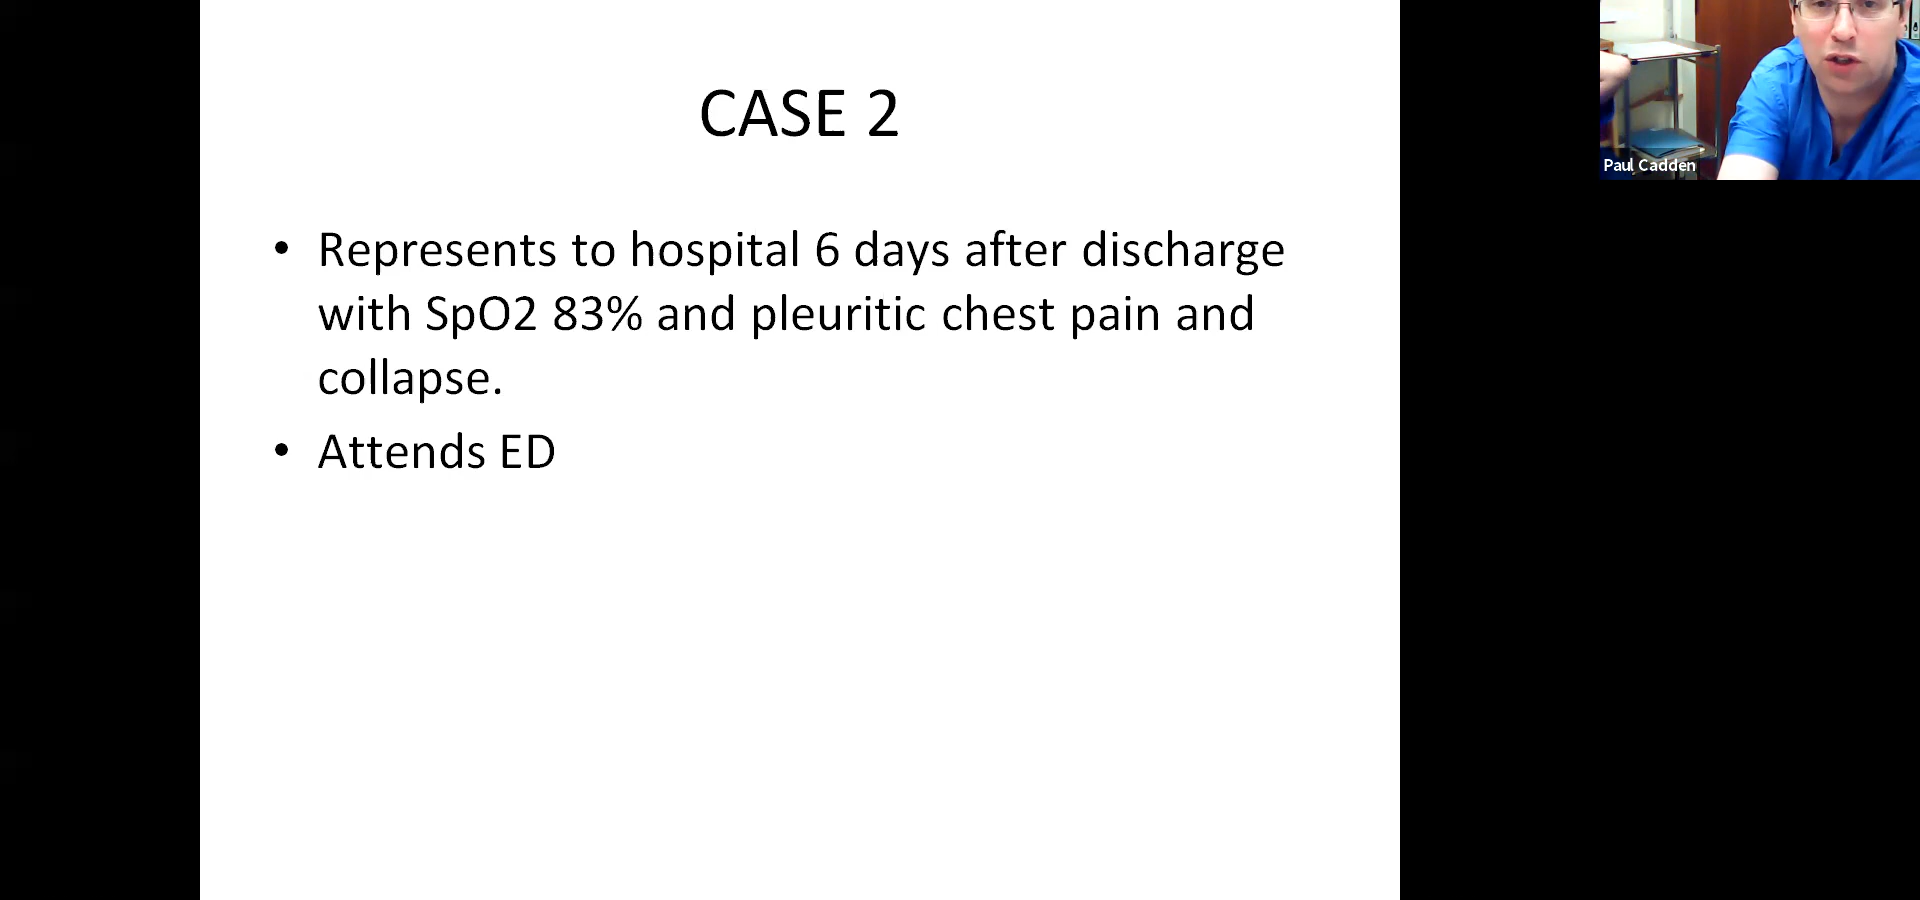 CASE 2
• Represents to hospital 6 days after discharge
with SpO2 83% and pleuritic chest pain and
collapse.
• Attends ED
Paul Cadden